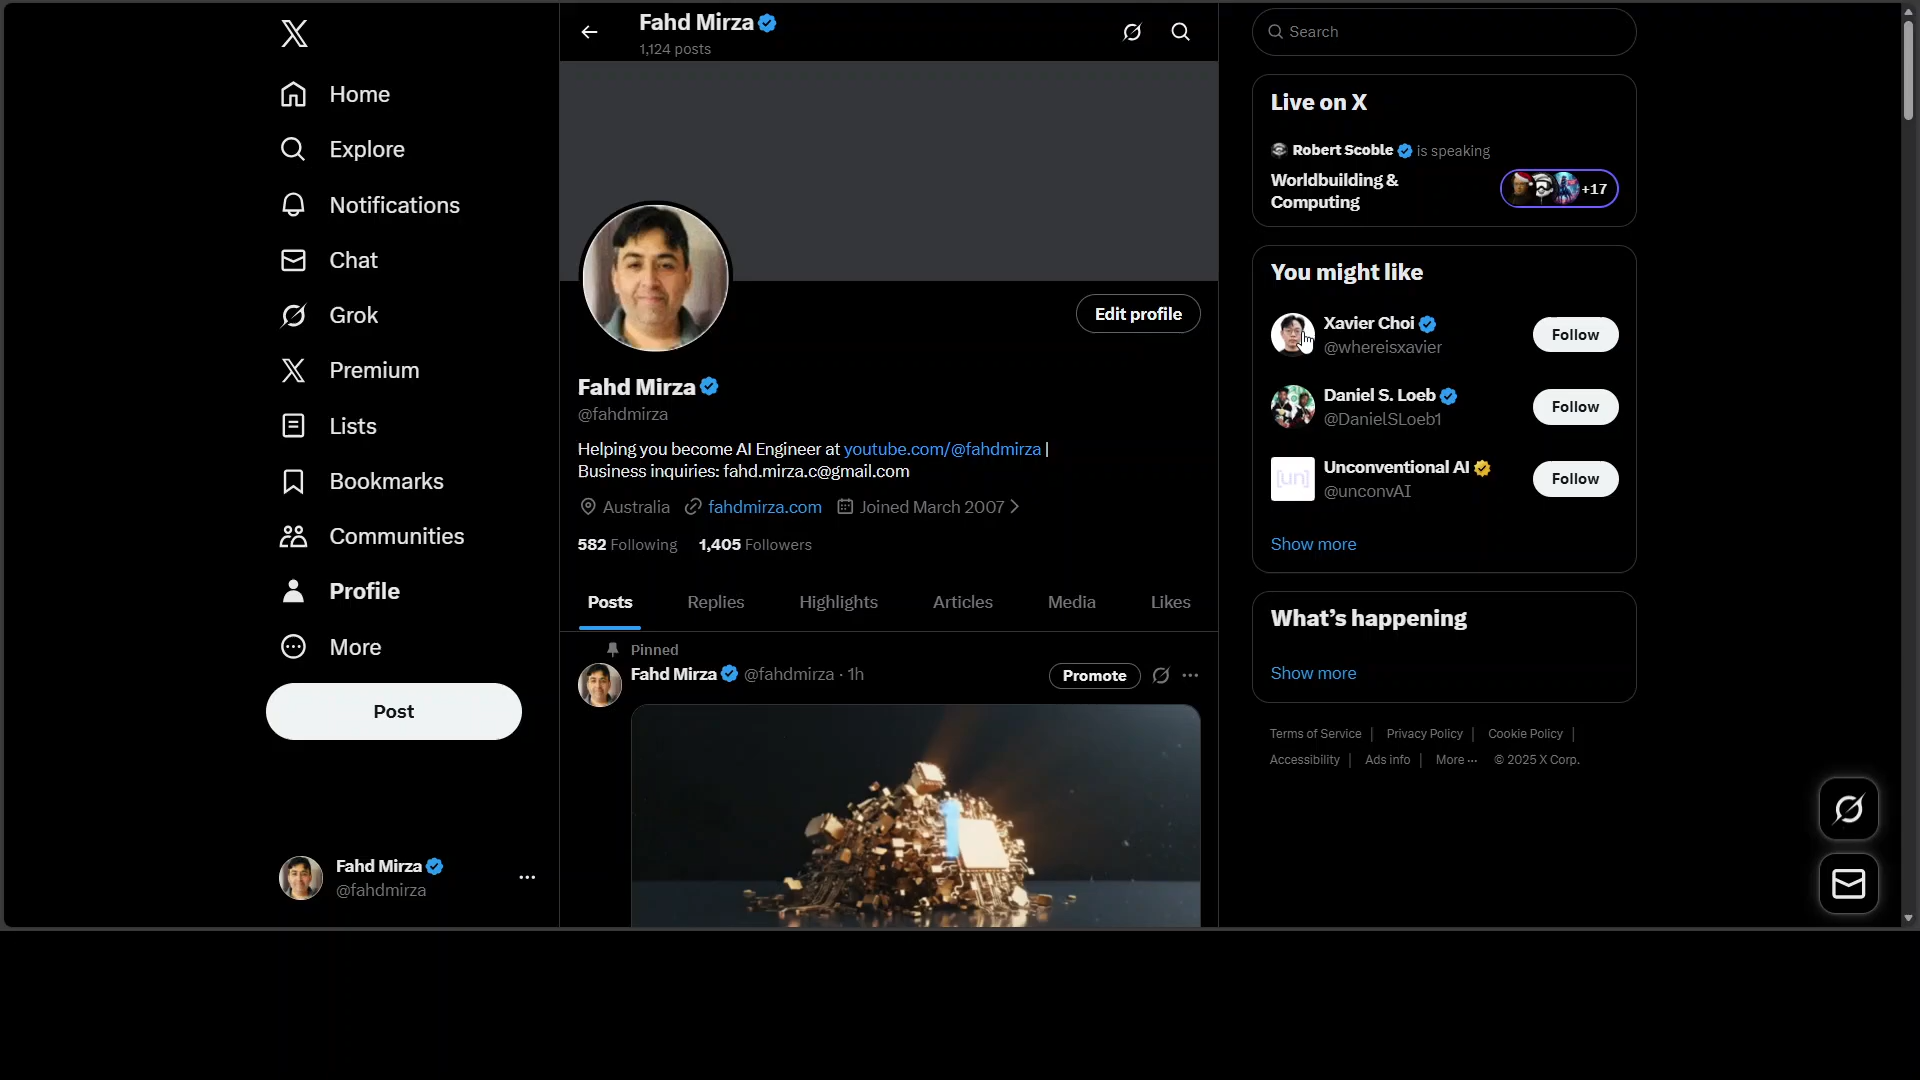 Home
Explore
Notifications
Chat
Grok
Premium
Lists
Bookmarks
Communities
Profile
More
Post
Fahd Mirza
@fahdmirza
Fahd Mirza
1,124 posts
Edit profile
Fahd Mirza
@fahdmirza
Helping you become AI Engineer at youtube.com/@fahdmirza |
Business inquiries: fahd.mirza.c@gmail.com
Australia fahdmirza.com Joined March 2007
582 Following 1,405 Followers
Posts Replies Highlights Articles Media Likes
Pinned
Fahd Mirza @fahdmirza · 1h Promote
Search
Live on X
Robert Scoble is speaking
Worldbuilding &
Computing
+17
You might like
Xavier Choi
@whereisxavier
Follow
Daniel S. Loeb
@DanielSLoeb1
Follow
[un]
Unconventional AI
@unconvAI
Follow
Show more
What’s happening
Show more
Terms of Service | Privacy Policy | Cookie Policy |
Accessibility | Ads info | More ··· © 2025 X Corp.